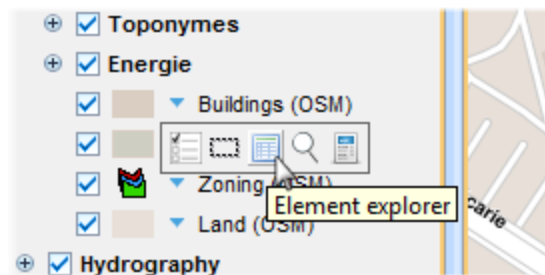 Toponymes
Energie
Buildings (OSM)
Zoning (OSM)
Element explorer
Land (OSM)
Hydrography
carie